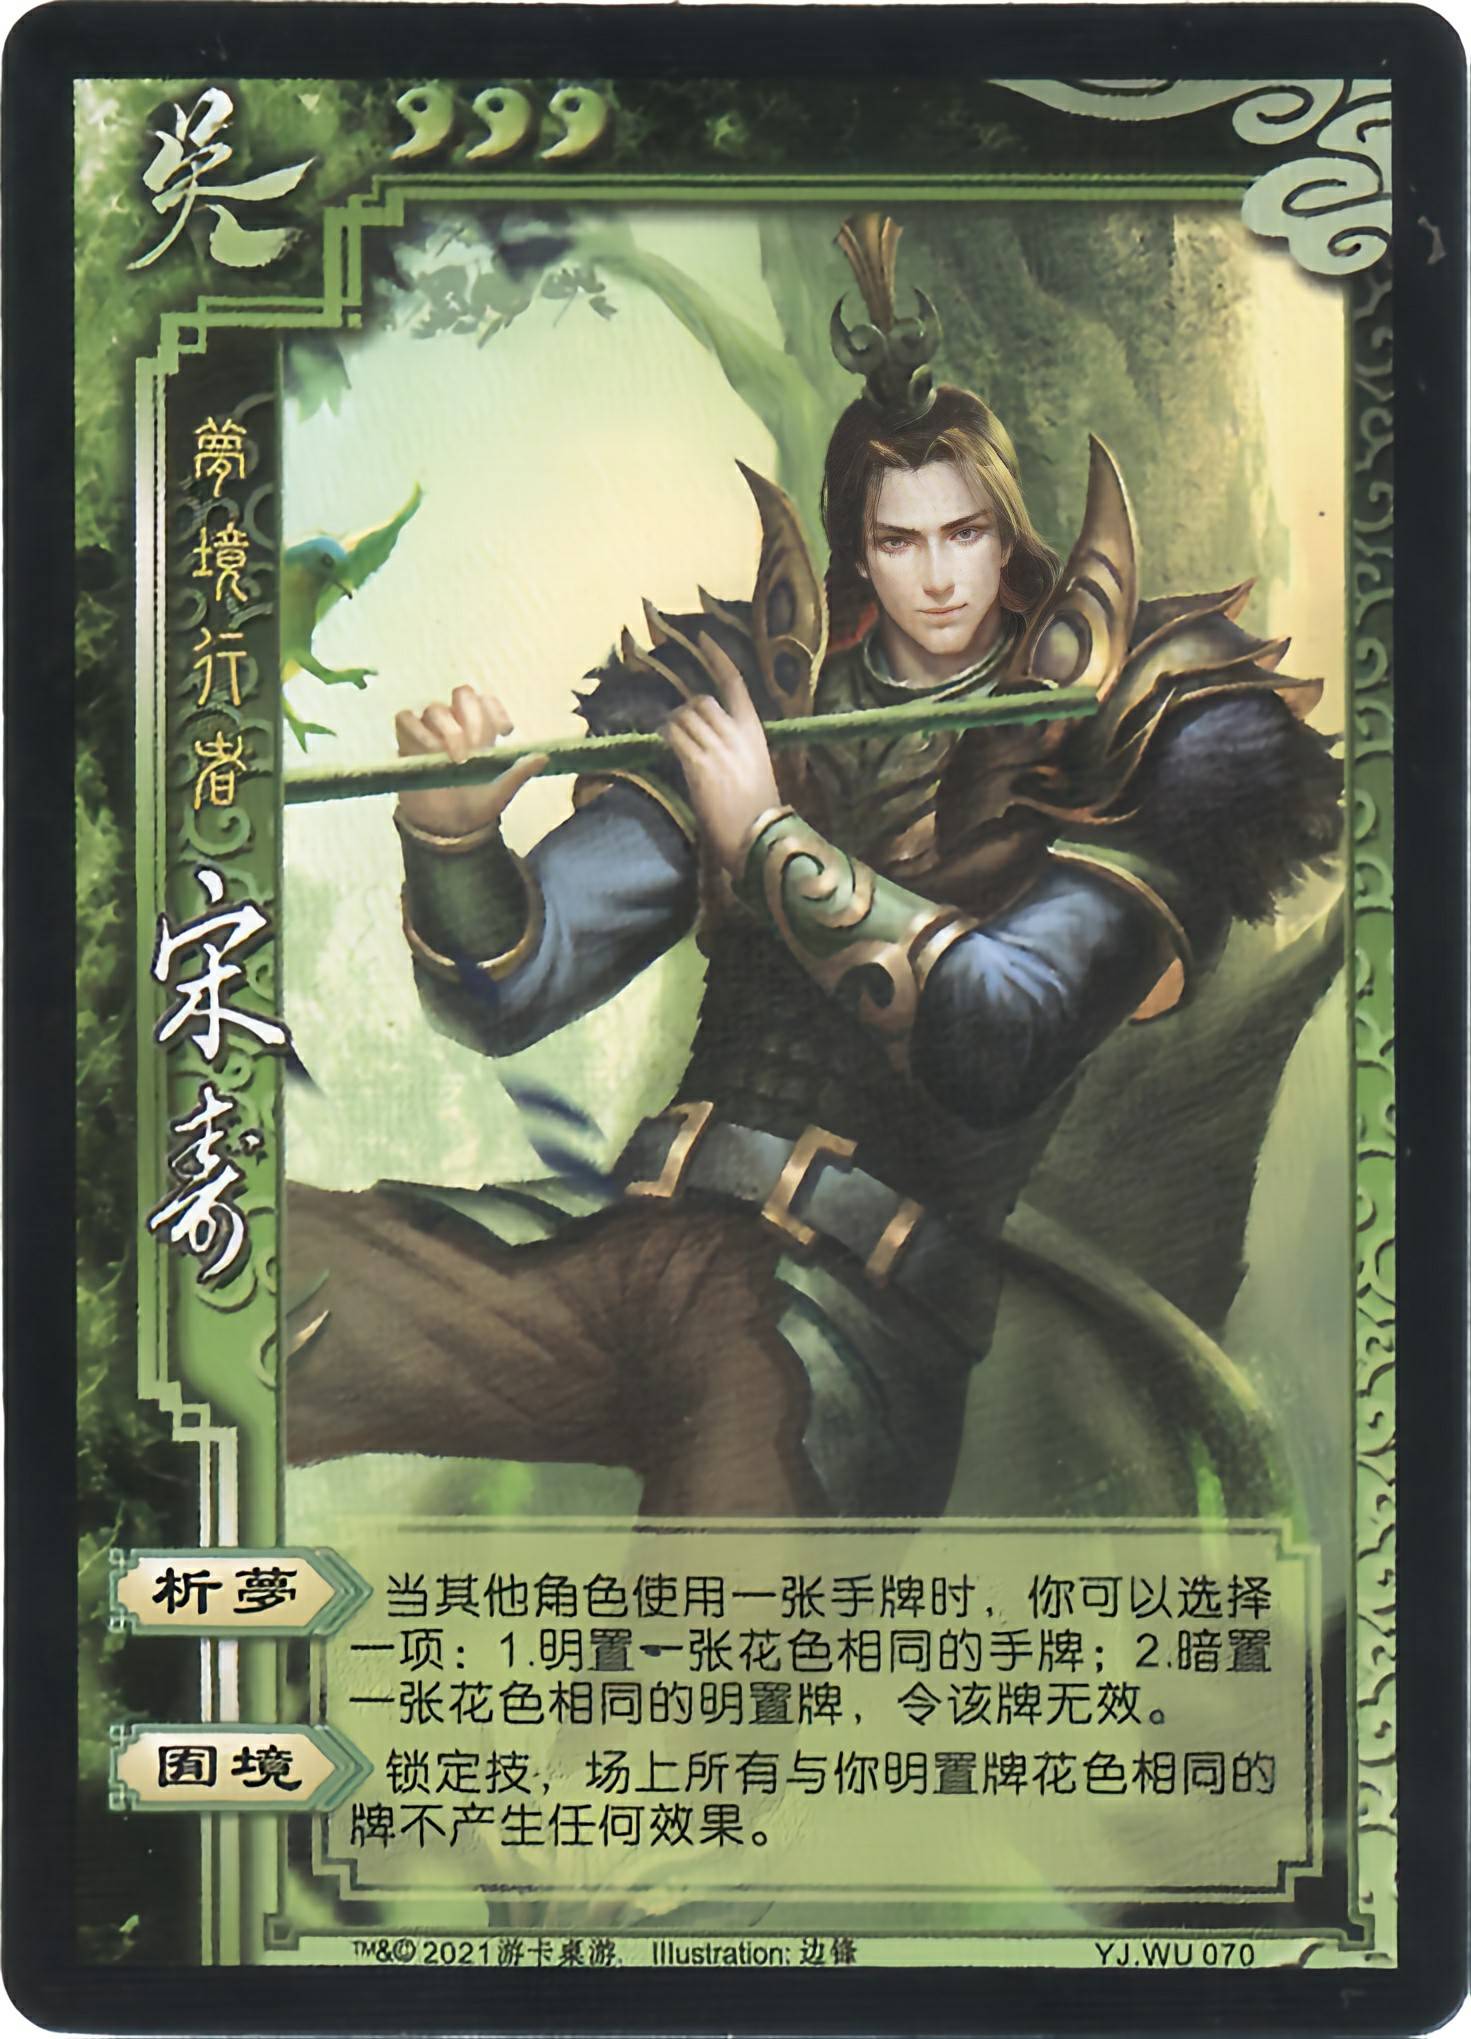 吴
夢境行者
宋寿
析夢
当其他角色使用一张手牌时，你可以选择
一项：1.明置一张花色相同的手牌；2.暗置
一张花色相同的明置牌，令该牌无效。
囿境
锁定技，场上所有与你明置牌花色相同的
牌不产生任何效果。
™&© 2021游卡桌游. Illustration: 边锋 YJ.WU 070